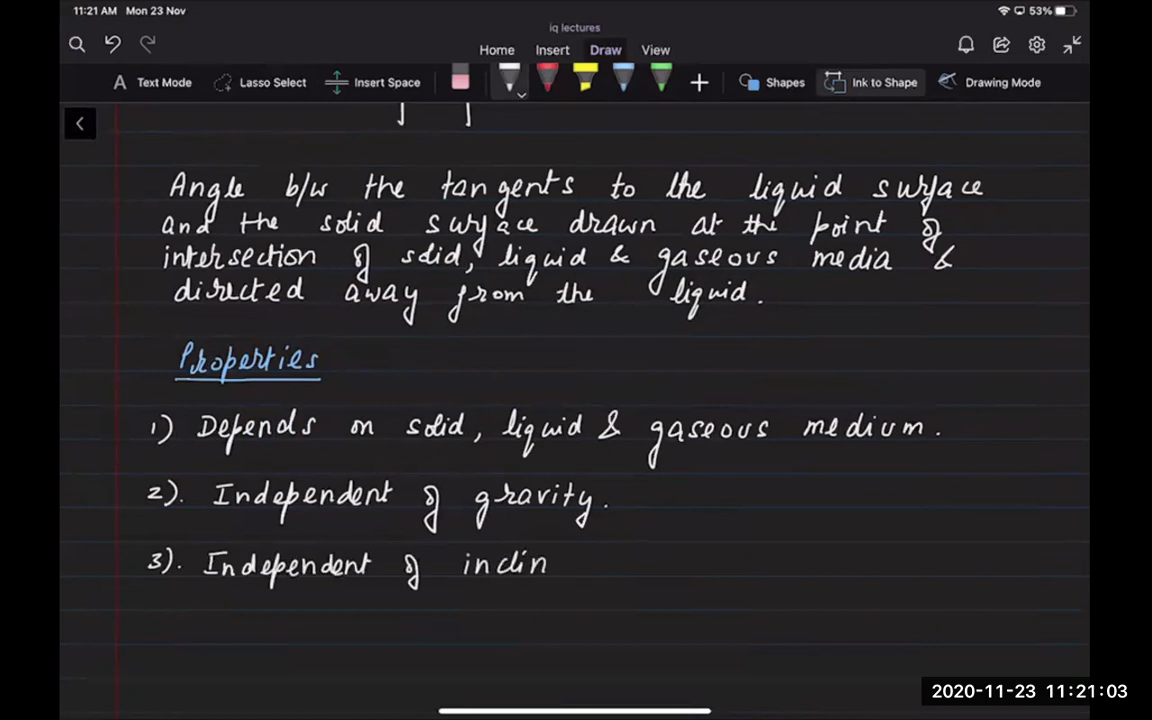 11:21 AM Mon 23 Nov
53%
iq lectures
Home Insert Draw View
Text Mode Lasso Select Insert Space Shapes Ink to Shape Drawing Mode
Angle b/w the tangents to the liquid surface
and the solid surface drawn at the point of
intersection of solid, liquid & gaseous media &
directed away from the liquid.
Properties
1) Depends on solid, liquid & gaseous medium.
2). Independent of gravity.
3). Independent of inclin
2020-11-23 11:21:03